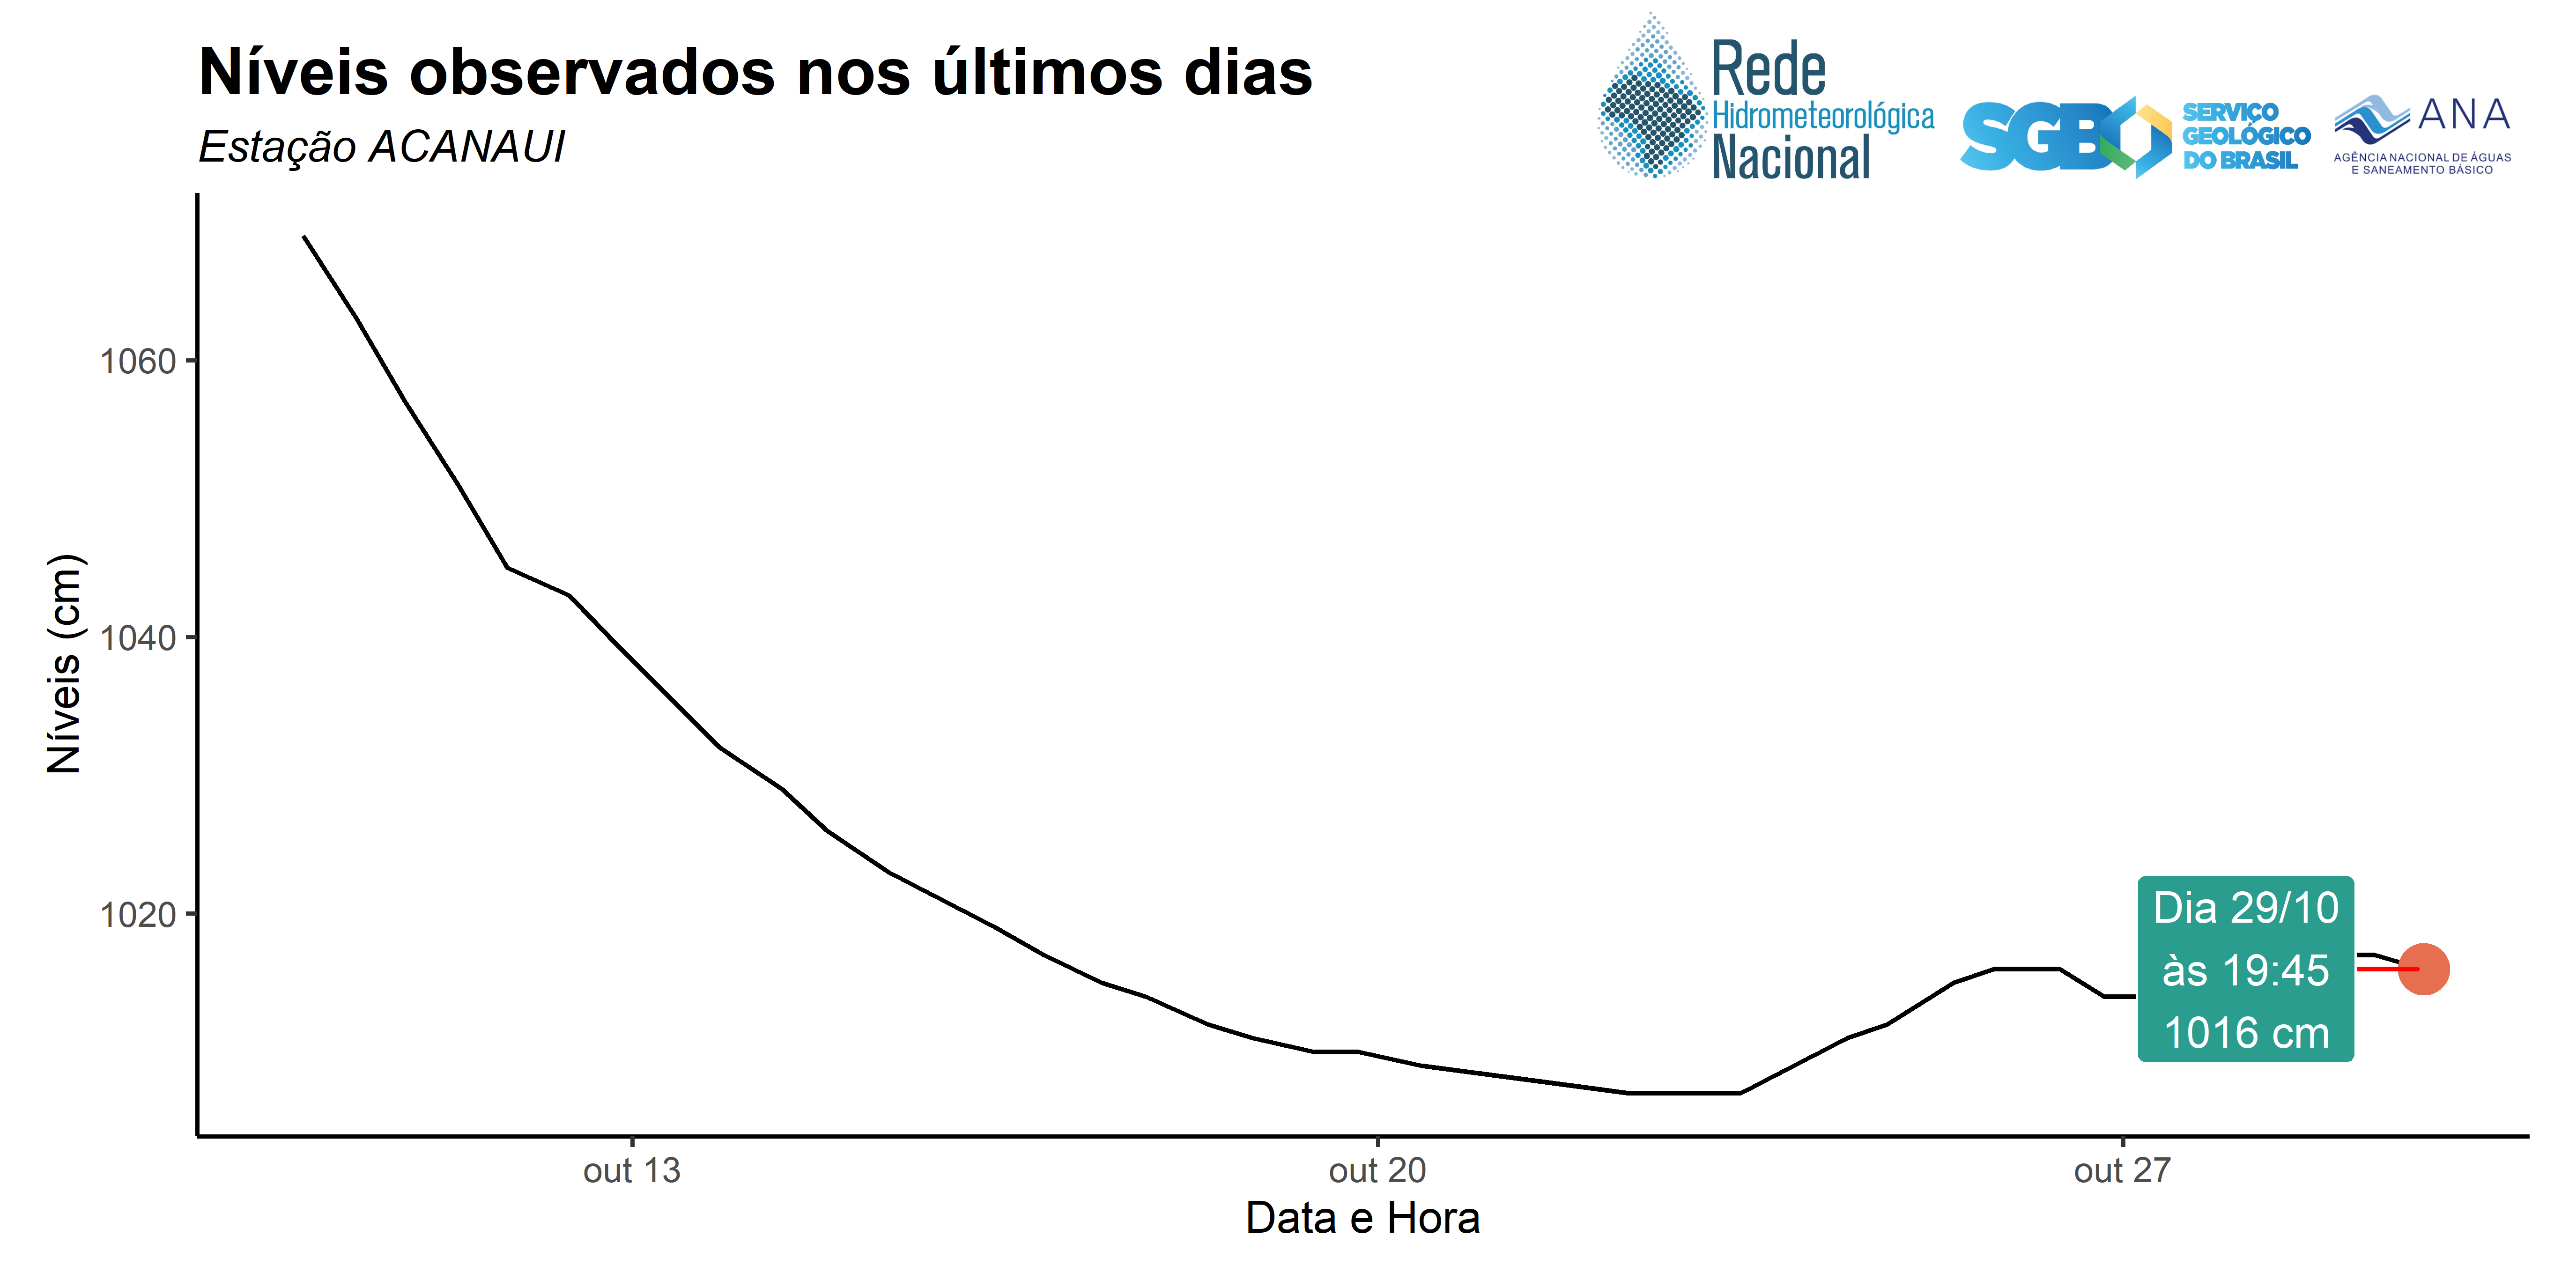 Níveis observados nos últimos dias
Estação ACANAUI
Rede
Hidrometeorológica
Nacional
SGB
SERVIÇO
GEOLÓGICO
DO BRASIL
ANA
AGÊNCIA NACIONAL DE ÁGUAS
E SANEAMENTO BÁSICO
Níveis (cm)
1060
1040
1020
Dia 29/10
às 19:45
1016 cm
out 13
out 20
out 27
Data e Hora